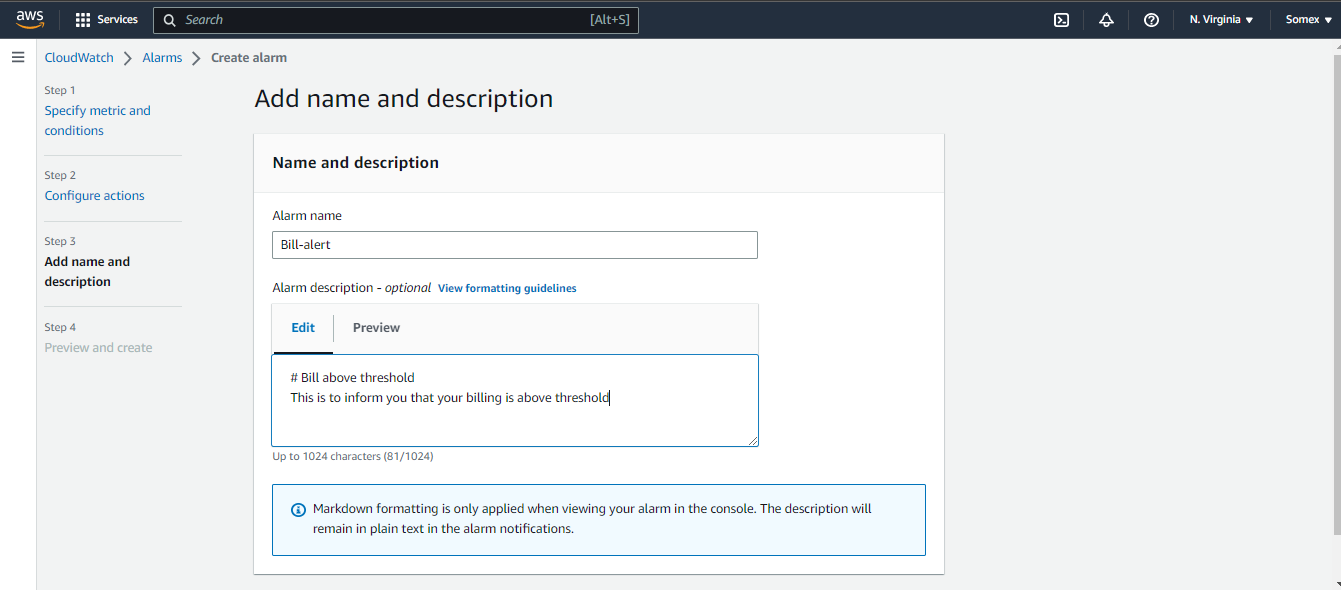 aws
Services
Search
[Alt+S]
N. Virginia
Somex
CloudWatch
Alarms
Create alarm
Step 1
Specify metric and
conditions
Step 2
Configure actions
Step 3
Add name and
description
Step 4
Preview and create
Add name and description
Name and description
Alarm name
Bill-alert
Alarm description - optional View formatting guidelines
Edit
Preview
# Bill above threshold
This is to inform you that your billing is above threshold
Up to 1024 characters (81/1024)
Markdown formatting is only applied when viewing your alarm in the console. The description will
remain in plain text in the alarm notifications.